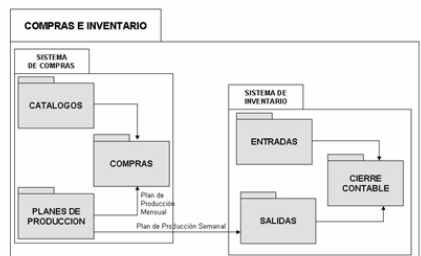 COMPRAS E INVENTARIO
SISTEMA
DE COMPRAS
CATALOGOS
COMPRAS
PLANES DE
PRODUCCION
Plan de
Producción
Mensual
Plan de Producción Semanal
SISTEMA DE
INVENTARIO
ENTRADAS
CIERRE
CONTABLE
SALIDAS